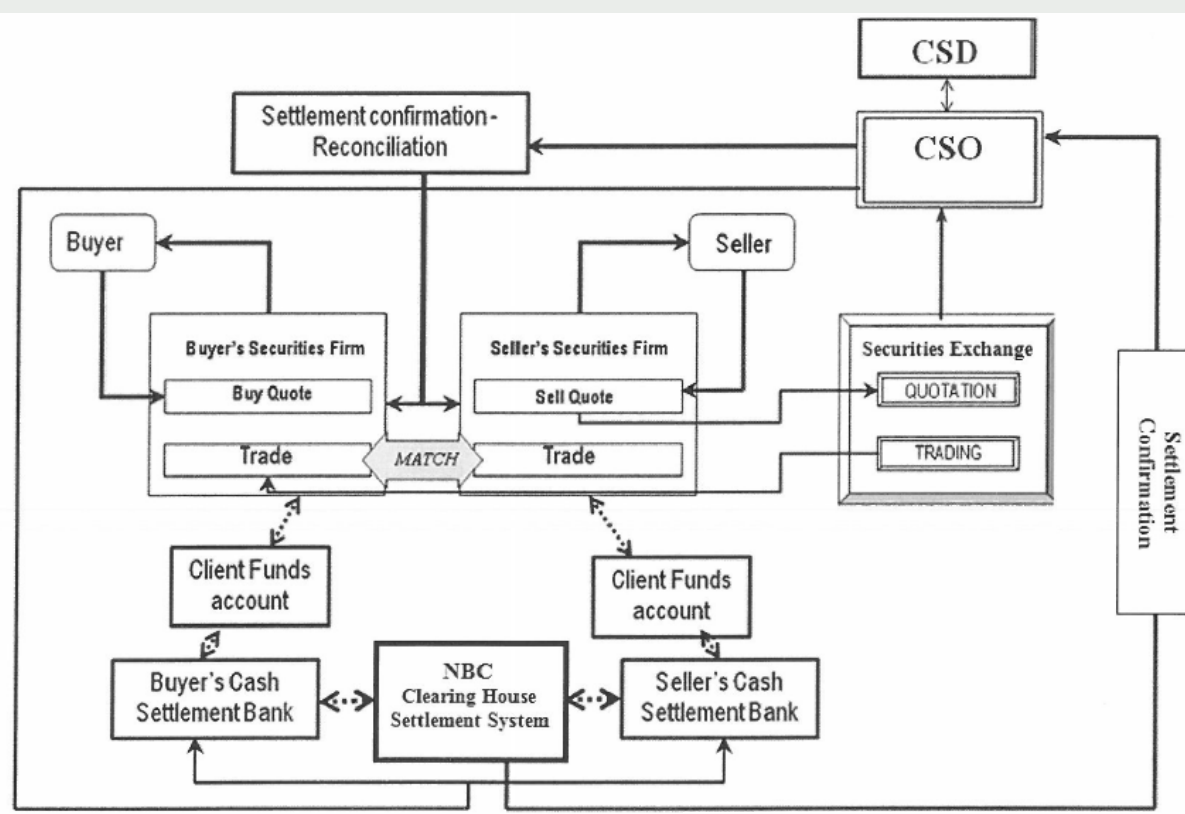 CSD
Settlement confirmation -
Reconciliation
CSO
Buyer
Seller
Buyer's Securities Firm
Buy Quote
Trade
MATCH
Seller's Securities Firm
Sell Quote
Trade
Securities Exchange
QUOTATION
TRADING
Settlement
Confirmation
Client Funds
account
Client Funds
account
Buyer's Cash
Settlement Bank
NBC
Clearing House
Settlement System
Seller's Cash
Settlement Bank